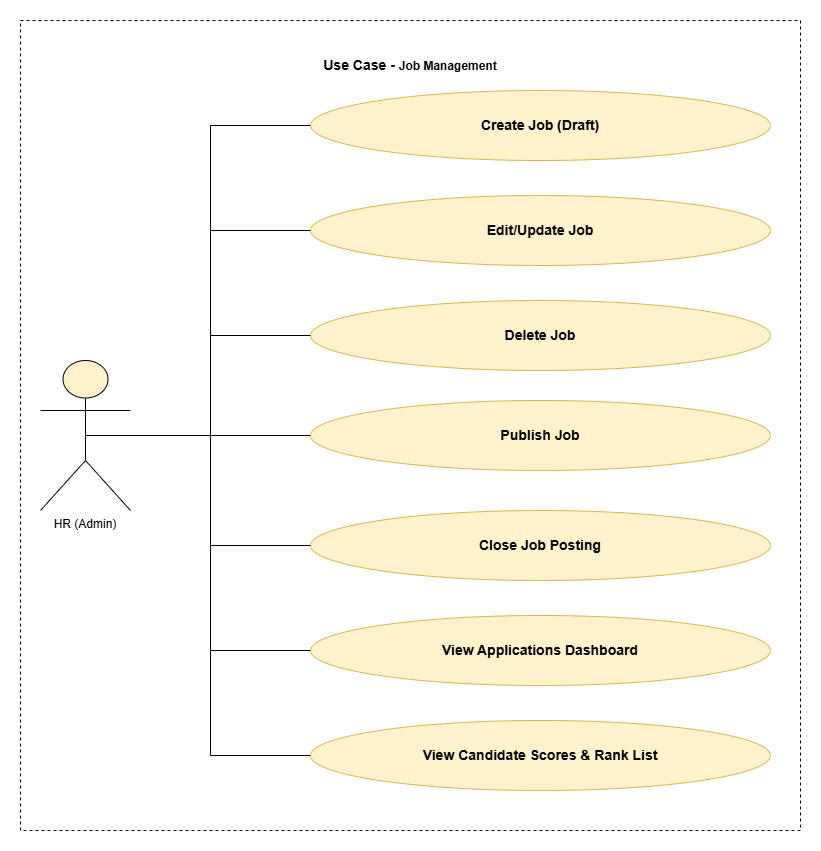 Use Case - Job Management
Create Job (Draft)
Edit/Update Job
Delete Job
Publish Job
HR (Admin)
Close Job Posting
View Applications Dashboard
View Candidate Scores & Rank List